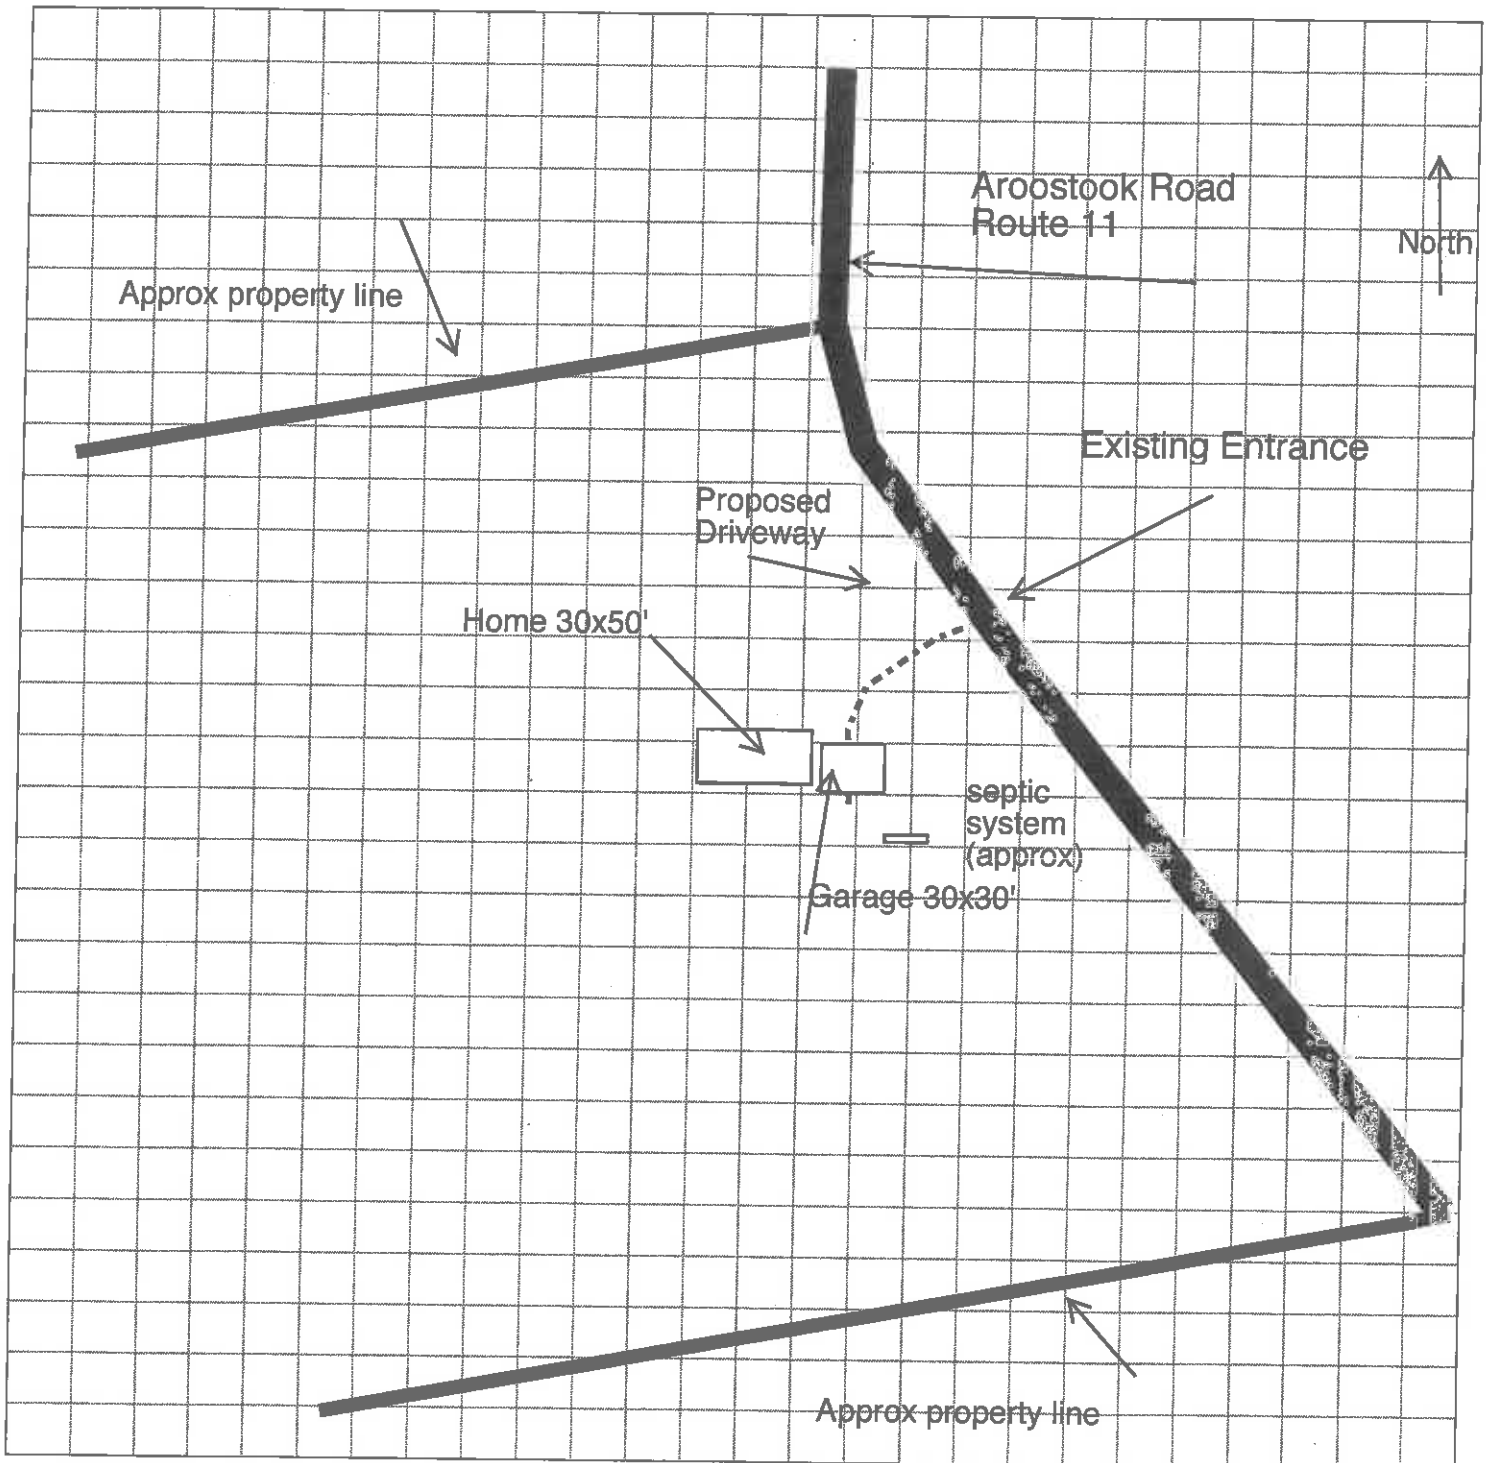 Aroostook Road
Route 11
North
Approx property line
Existing Entrance
Proposed
Driveway
Home 30x50'
septic
system
(approx)
Garage 30x30'
Approx property line